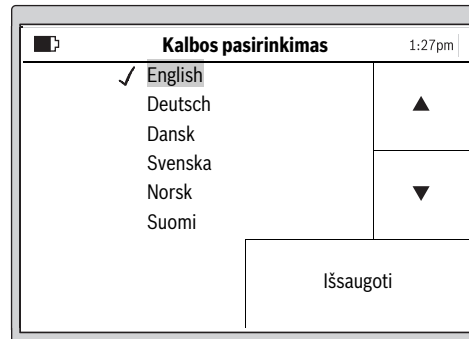 Kalbos pasirinkimas 1:27pm
English
Deutsch
Dansk
Svenska
Norsk
Suomi
Išsaugoti